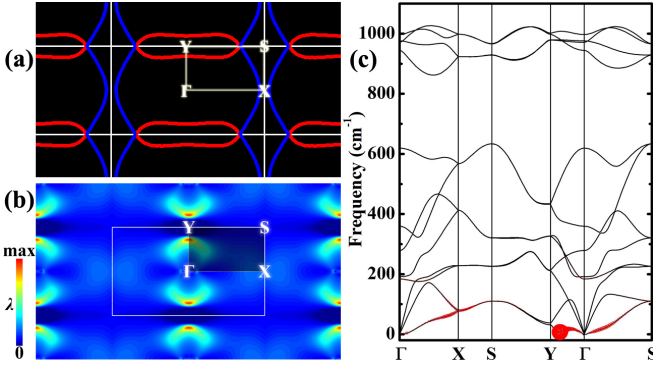 (a)
Y S
Γ X
(b)
Y S
Γ X
max
λ
0
(c)
Frequency (cm⁻¹)
1000
800
600
400
200
0
Γ X S Y Γ S